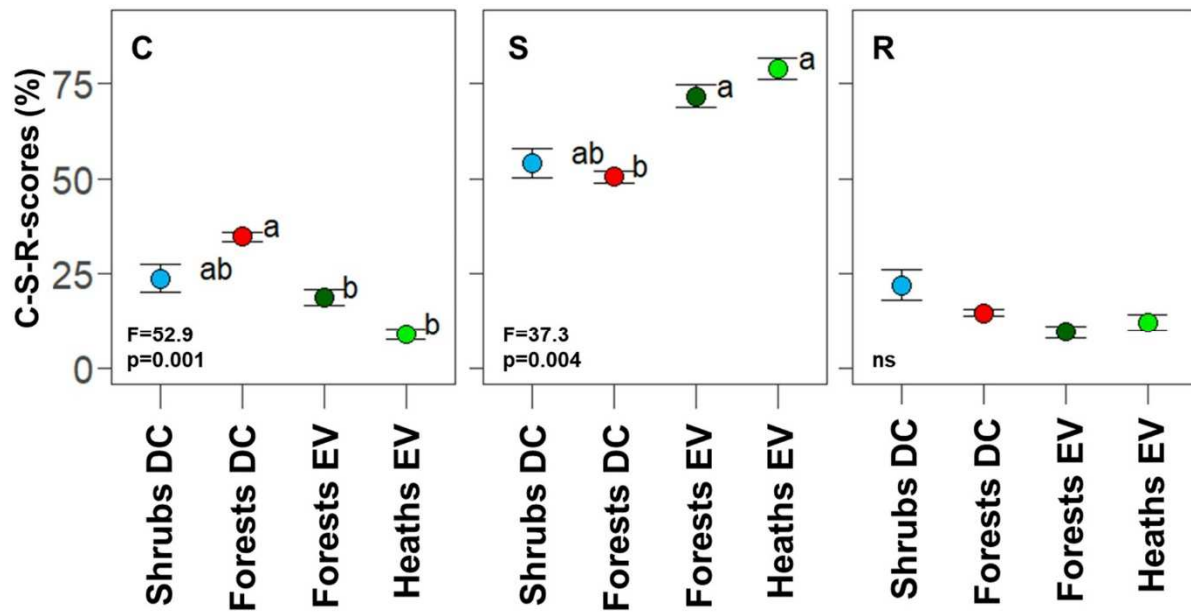 C-S-R-scores (%)
75
50
25
0
C
ab
a
b
b
F=52.9
p=0.001
S
ab
b
a
a
F=37.3
p=0.004
R
ns
Shrubs DC
Forests DC
Forests EV
Heaths EV
Shrubs DC
Forests DC
Forests EV
Heaths EV
Shrubs DC
Forests DC
Forests EV
Heaths EV